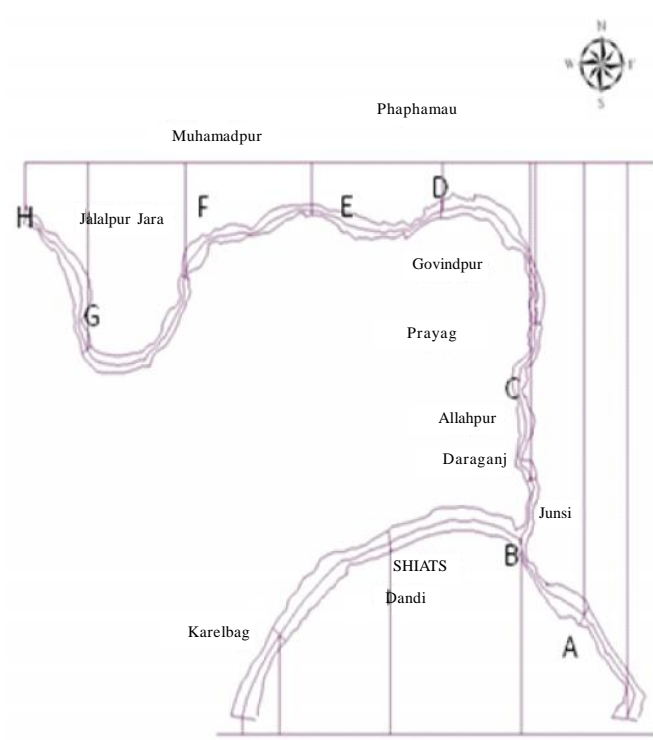 N
W E
S
Phaphamau
Muhamadpur
H
Jalalpur Jara
F
E
D
Govindpur
G
Prayag
C
Allahpur
Daraganj
Junsi
B
SHIATS
Dandi
Karelbag
A